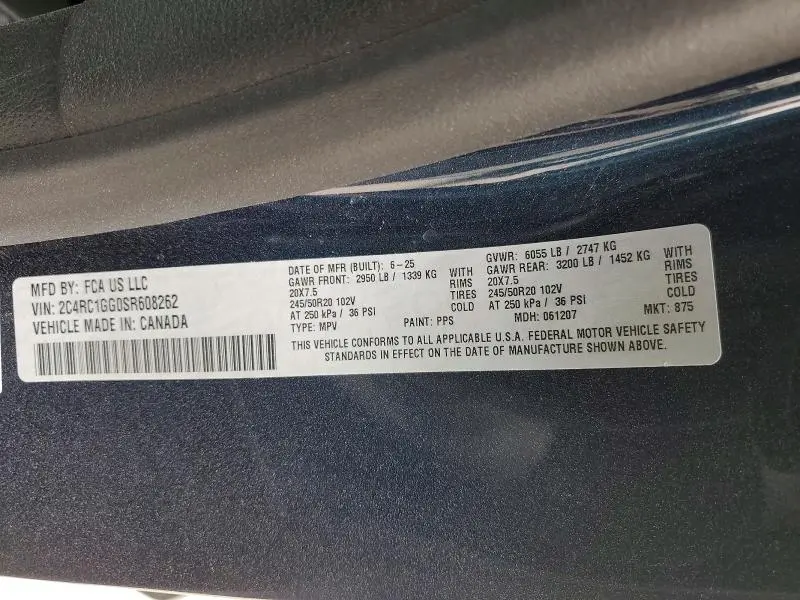 MFD BY: FCA US LLC
VIN: 2C4RC1GG0SR608262
VEHICLE MADE IN: CANADA
DATE OF MFR (BUILT): 6-25
GAWR FRONT: 2950 LB / 1339 KG WITH
20X7.5 RIMS
245/50R20 102V TIRES
AT 250 kPa / 36 PSI COLD
TYPE: MPV PAINT: PPS
GVWR: 6055 LB / 2747 KG
GAWR REAR: 3200 LB / 1452 KG WITH
20X7.5 RIMS
245/50R20 102V TIRES
AT 250 kPa / 36 PSI COLD
MDH: 061207 MKT: 875
THIS VEHICLE CONFORMS TO ALL APPLICABLE U.S.A. FEDERAL MOTOR VEHICLE SAFETY
STANDARDS IN EFFECT ON THE DATE OF MANUFACTURE SHOWN ABOVE.